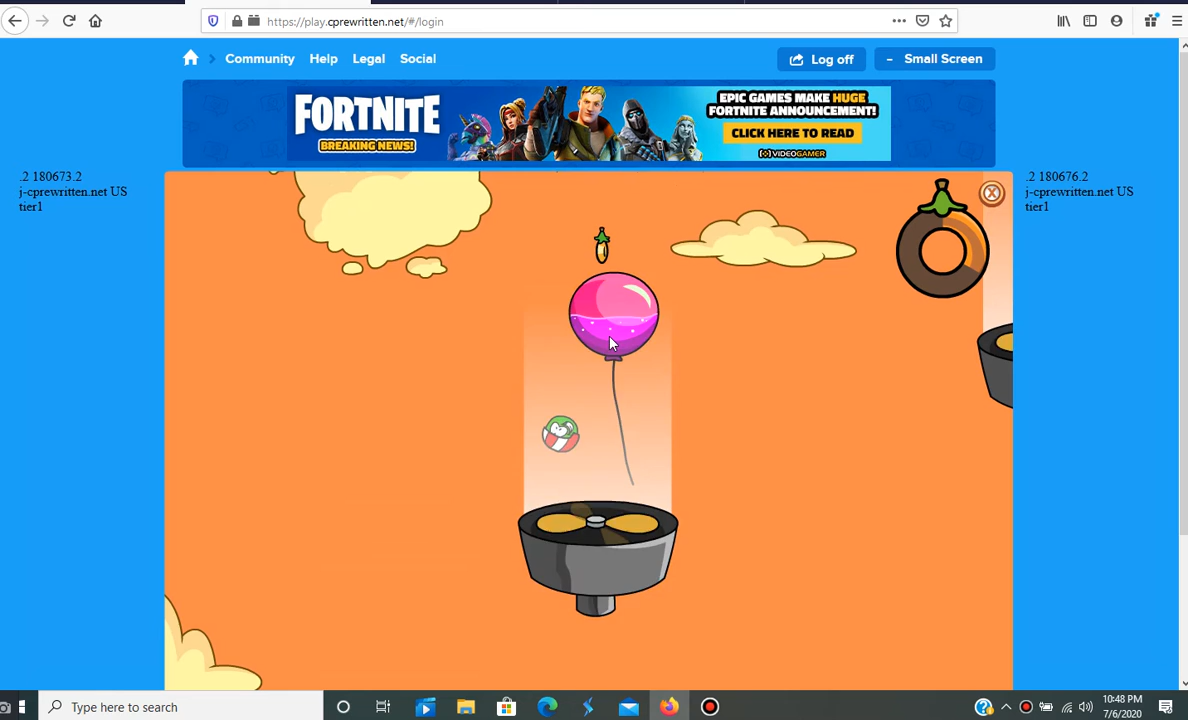 https://play.cprewritten.net/#/login
Community Help Legal Social
Log off
- Small Screen
FORTNITE
BREAKING NEWS!
EPIC GAMES MAKE HUGE
FORTNITE ANNOUNCEMENT!
CLICK HERE TO READ
VIDEOGAMER
.2 180673.2
j-cprewritten.net US
tier1
.2 180676.2
j-cprewritten.net US
tier1
Type here to search
10:48 PM
7/6/2020